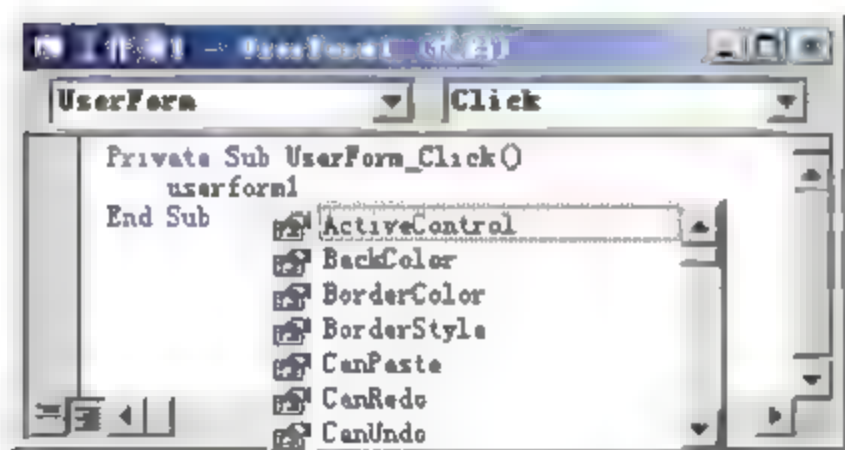 UserForm Click
Private Sub UserForm_Click()
userform1
End Sub
ActiveControl
BackColor
BorderColor
BorderStyle
CanPaste
CanRedo
CanUndo